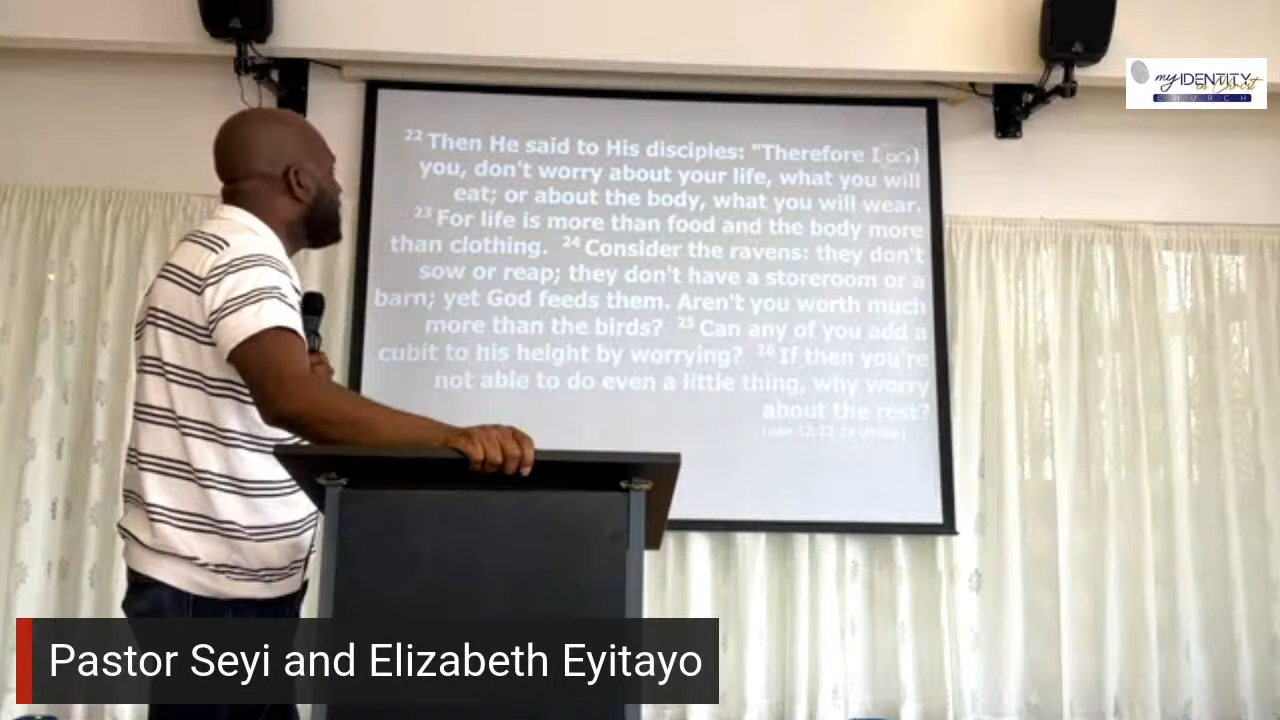 my IDENTITY
in Christ
CHURCH
22 Then He said to His disciples: "Therefore I
you, don't worry about your life, what you will
eat; or about the body, what you will wear.
23 For life is more than food and the body more
than clothing. 24 Consider the ravens: they don't
sow or reap; they don't have a storeroom or a
barn; yet God feeds them. Aren't you worth much
more than the birds? 25 Can any of you add a
cubit to his height by worrying? 26 If then you're
not able to do even a little thing, why worry
about the rest?
Pastor Seyi and Elizabeth Eyitayo